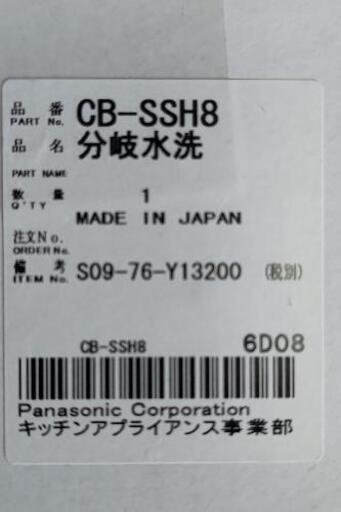 品番 CB-SSH8
PART No.
品名 分岐水洗
PART NAME
数量 1
Q'TY MADE IN JAPAN
注文No.
ORDER No.
備考 S09-76-Y13200 (税別)
ITEM No.
CB-SSH8 6D08
Panasonic Corporation
キッチンアプライアンス事業部